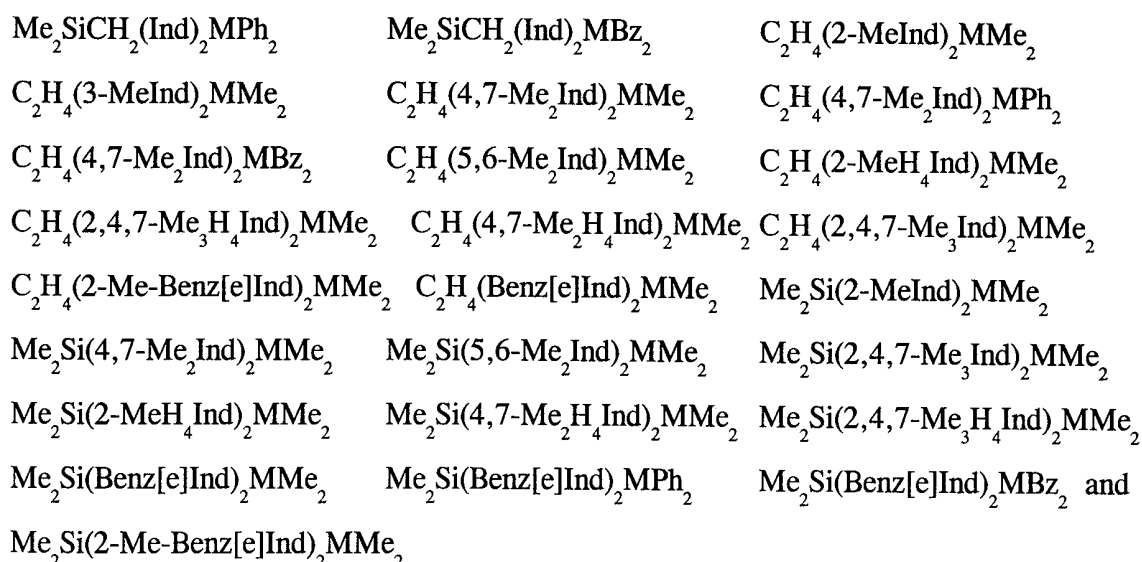 Me₂SiCH₂(Ind)₂MPh₂ Me₂SiCH₂(Ind)₂MBz₂ C₂H₄(2-MeInd)₂MMe₂
C₂H₄(3-MeInd)₂MMe₂ C₂H₄(4,7-Me₂Ind)₂MMe₂ C₂H₄(4,7-Me₂Ind)₂MPh₂
C₂H₄(4,7-Me₂Ind)₂MBz₂ C₂H₄(5,6-Me₂Ind)₂MMe₂ C₂H₄(2-MeH₄Ind)₂MMe₂
C₂H₄(2,4,7-Me₃H₄Ind)₂MMe₂ C₂H₄(4,7-Me₂H₄Ind)₂MMe₂ C₂H₄(2,4,7-Me₃Ind)₂MMe₂
C₂H₄(2-Me-Benz[e]Ind)₂MMe₂ C₂H₄(Benz[e]Ind)₂MMe₂ Me₂Si(2-MeInd)₂MMe₂
Me₂Si(4,7-Me₂Ind)₂MMe₂ Me₂Si(5,6-Me₂Ind)₂MMe₂ Me₂Si(2,4,7-Me₃Ind)₂MMe₂
Me₂Si(2-MeH₄Ind)₂MMe₂ Me₂Si(4,7-Me₂H₄Ind)₂MMe₂ Me₂Si(2,4,7-Me₃H₄Ind)₂MMe₂
Me₂Si(Benz[e]Ind)₂MMe₂ Me₂Si(Benz[e]Ind)₂MPh₂ Me₂Si(Benz[e]Ind)₂MBz₂ and
Me₂Si(2-Me-Benz[e]Ind)₂MMe₂